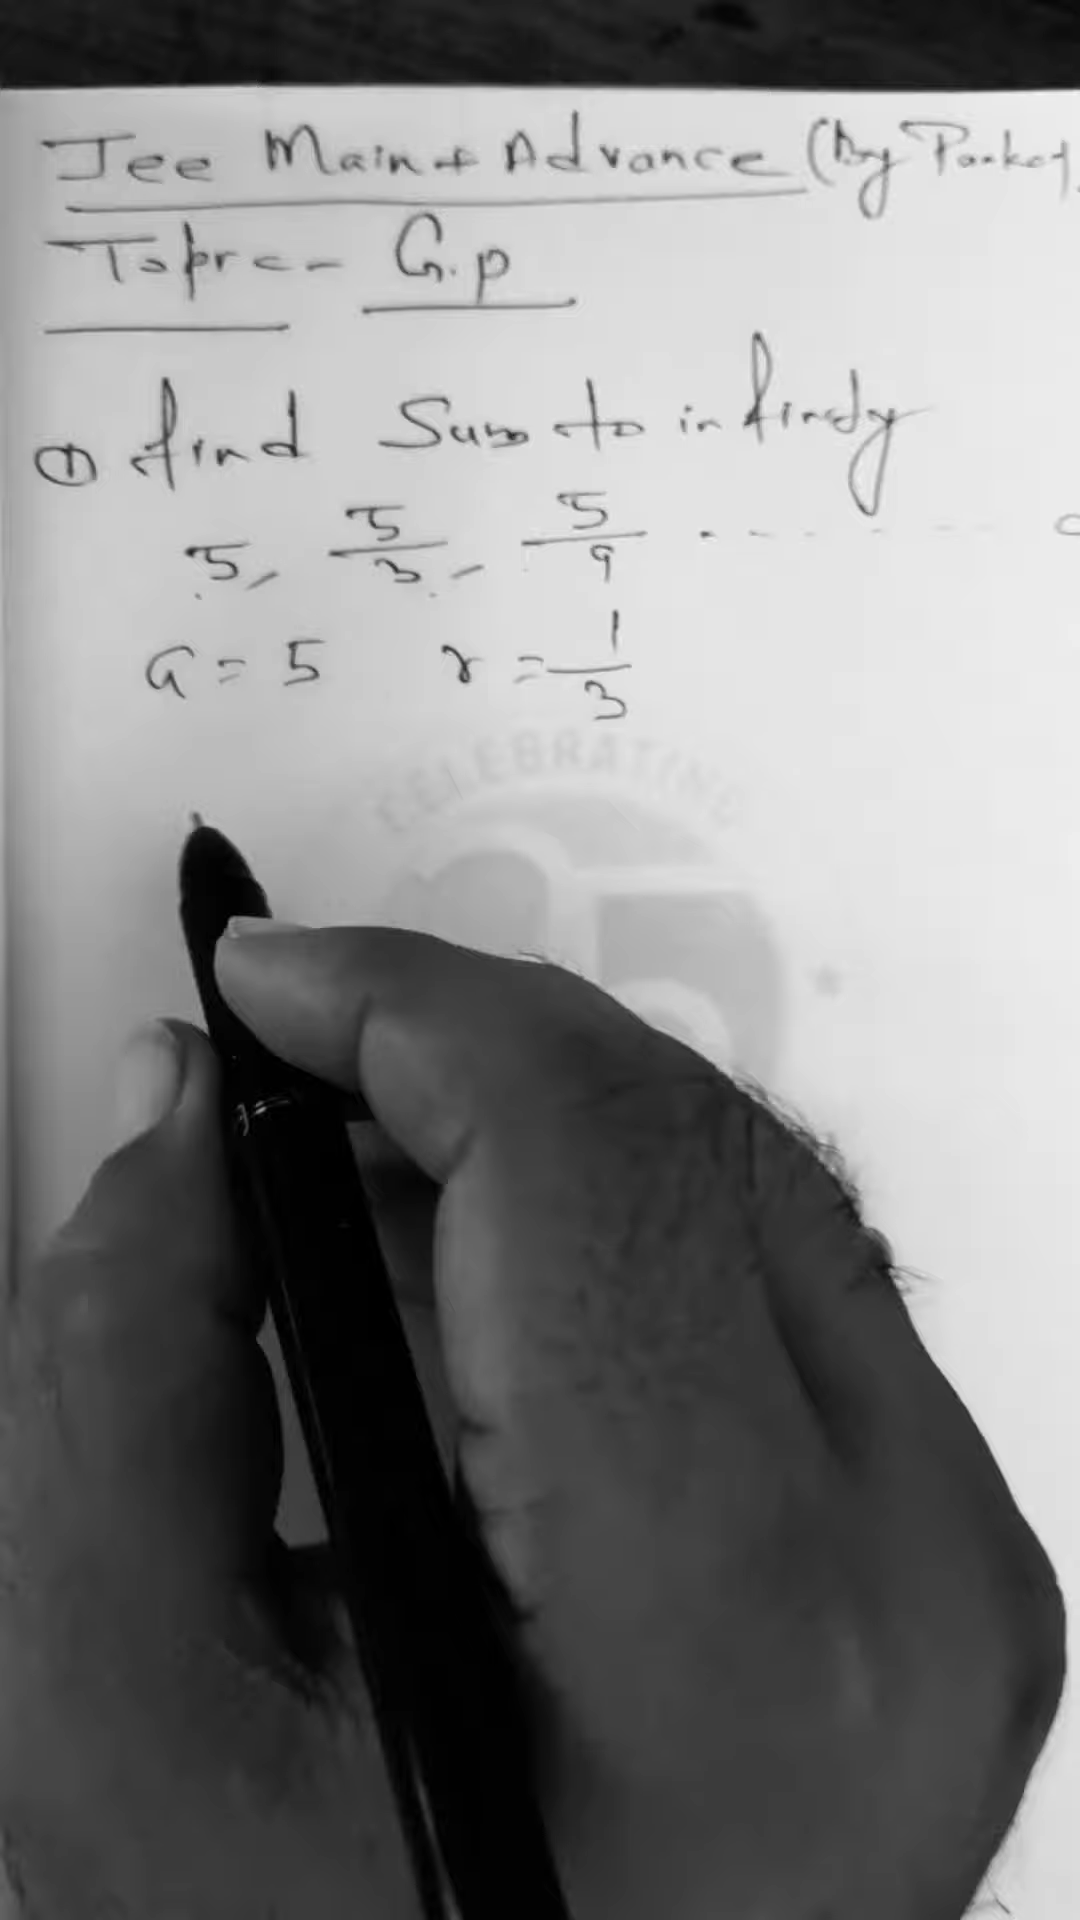 Jee Main + Advance (By Pankaj
Topic - G.p
① find Sum to infinity
5, 5/3, 5/9 .......
a = 5 r = 1/3
CELEBRATING